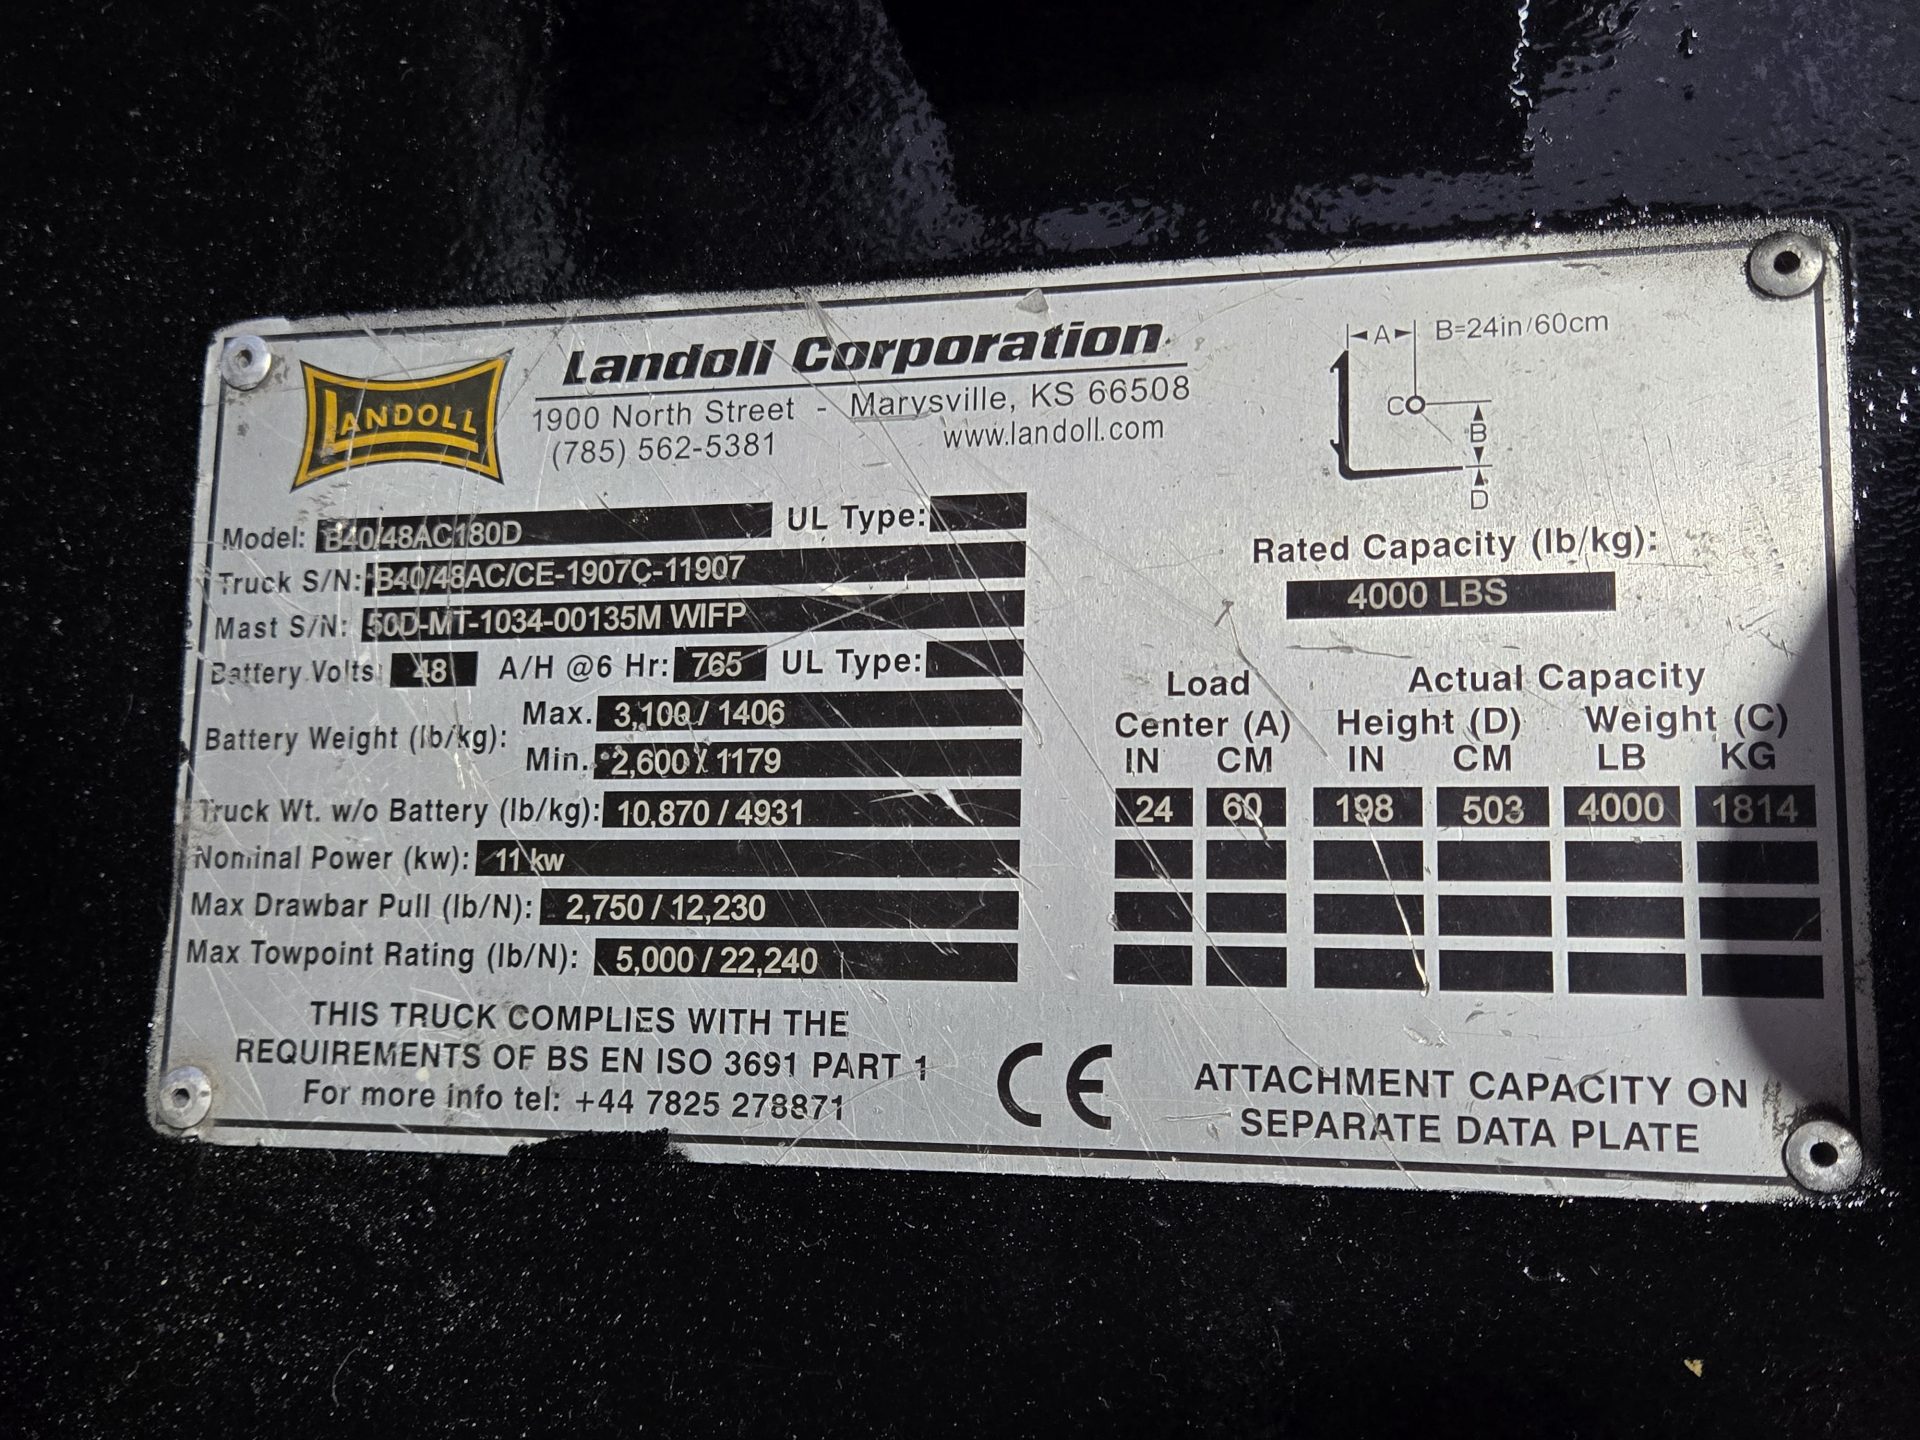 LANDOLL
Landoll Corporation
1900 North Street - Marysville, KS 66508
(785) 562-5381 www.landoll.com
Model: B40/48AC180D UL Type:
Truck S/N: B40/48AC/CE-1907C-11907
Mast S/N: 50D-MT-1034-00135M WIFP
Battery Volts: 48 A/H @6 Hr: 765 UL Type:
Battery Weight (lb/kg): Max. 3,100 / 1406
Min. 2,600 / 1179
Truck Wt. w/o Battery (lb/kg): 10,870 / 4931
Nominal Power (kw): 11 kw
Max Drawbar Pull (lb/N): 2,750 / 12,230
Max Towpoint Rating (lb/N): 5,000 / 22,240
THIS TRUCK COMPLIES WITH THE
REQUIREMENTS OF BS EN ISO 3691 PART 1
For more info tel: +44 7825 278871
CE
A B=24in/60cm
C
B
D
Rated Capacity (lb/kg):
4000 LBS
Load Actual Capacity
Center (A) Height (D) Weight (C)
IN CM IN CM LB KG
24 60 198 503 4000 1814
ATTACHMENT CAPACITY ON
SEPARATE DATA PLATE